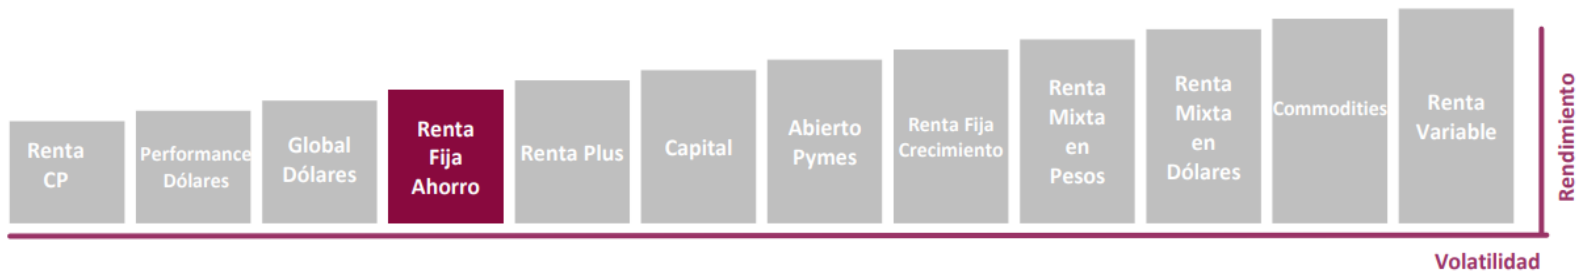 Renta
CP
Performance
Dólares
Global
Dólares
Renta
Fija
Ahorro
Renta Plus
Capital
Abierto
Pymes
Renta Fija
Crecimiento
Renta
Mixta
en
Pesos
Renta
Mixta
en
Dólares
Commodities
Renta
Variable
Rendimiento
Volatilidad